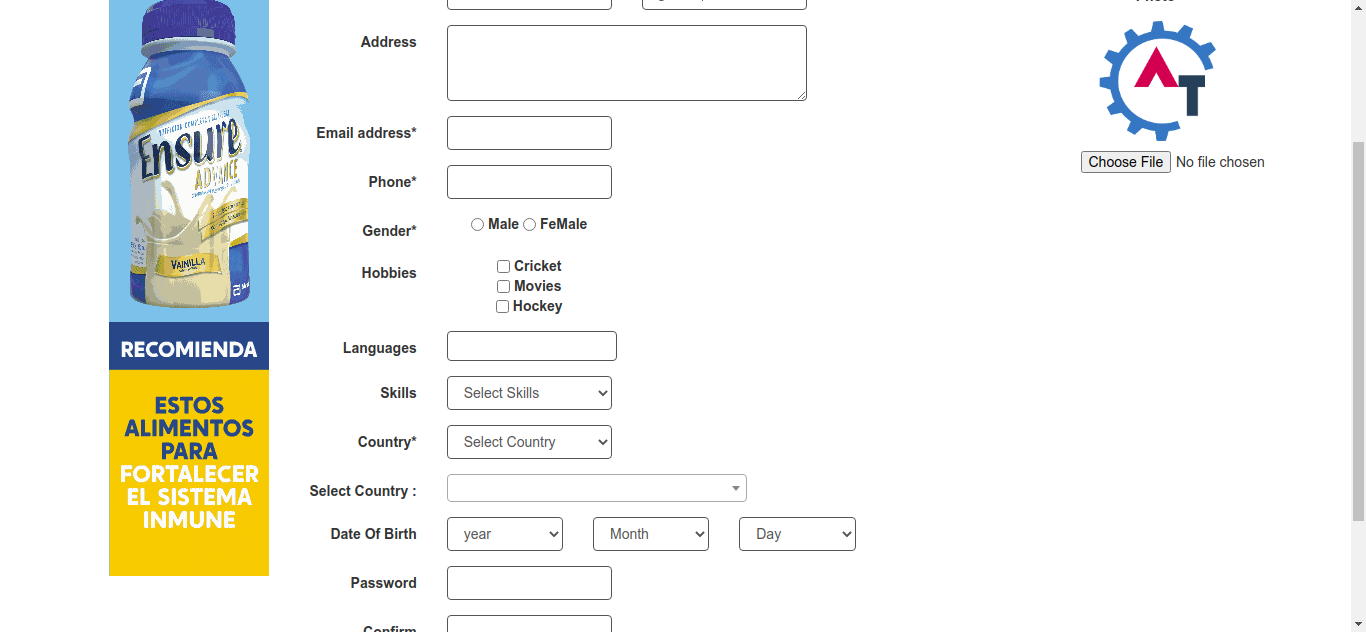 Address
Email address*
Phone*
Gender*
Male FeMale
Hobbies
Cricket
Movies
Hockey
Languages
Skills
Select Skills
Country*
Select Country
Select Country :
Date Of Birth
year Month Day
Password
Confirm
Choose File No file chosen
AT
Ensure
ADVANCE
VAINILLA
RECOMIENDA
ESTOS
ALIMENTOS
PARA
FORTALECER
EL SISTEMA
INMUNE